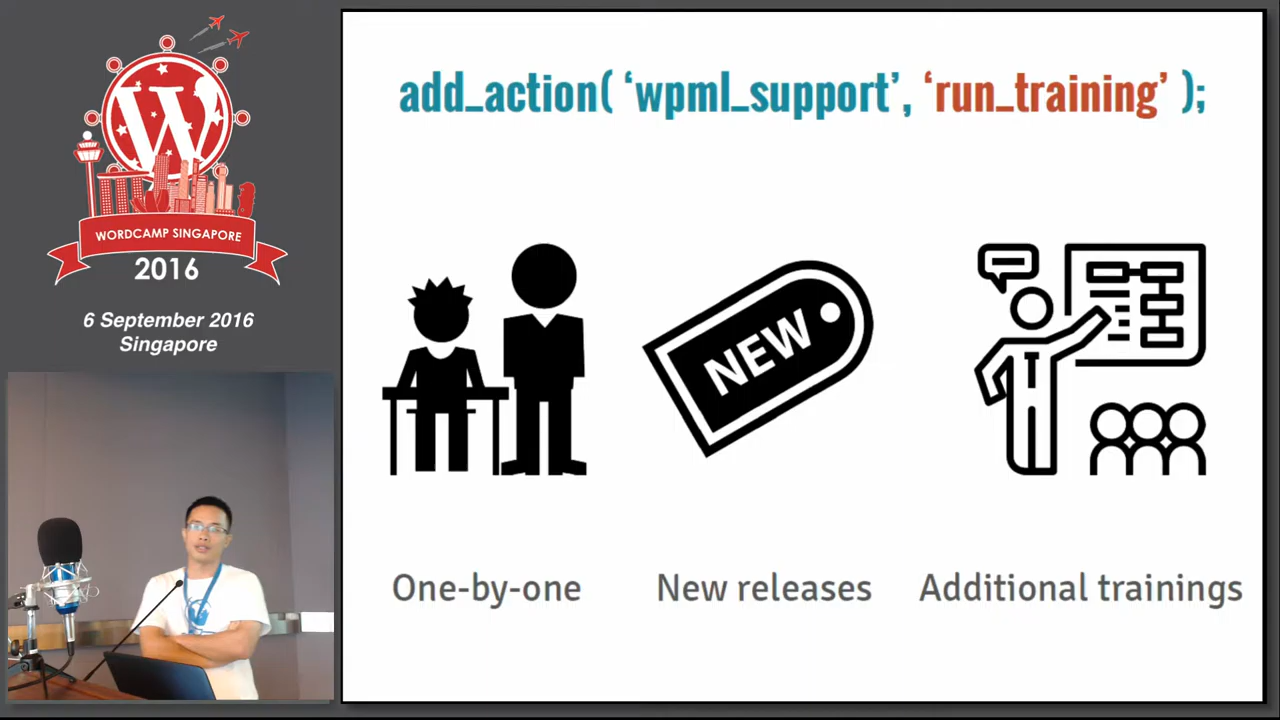 W
WORDCAMP SINGAPORE
2016
6 September 2016
Singapore
add_action( ‘wpml_support’, ‘run_training’ );
NEW
One-by-one
New releases
Additional trainings